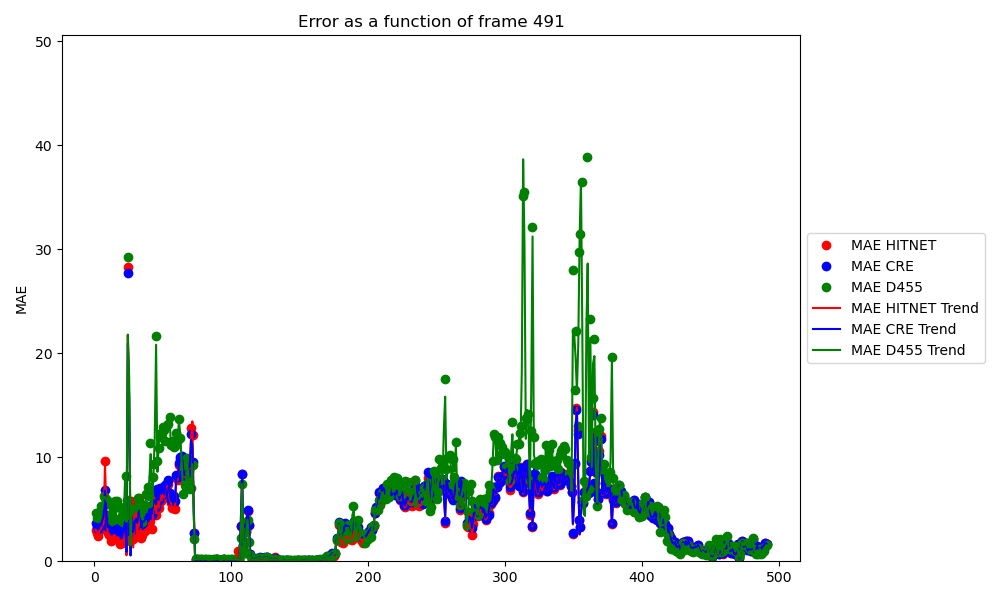 Error as a function of frame 491
50
40
30
20
10
0
MAE
0
100
200
300
400
500
MAE HITNET
MAE CRE
MAE D455
MAE HITNET Trend
MAE CRE Trend
MAE D455 Trend